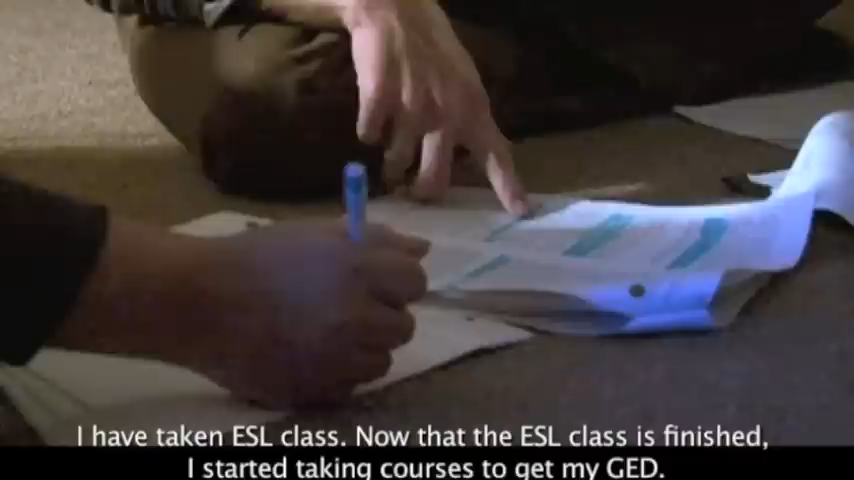 I have taken ESL class. Now that the ESL class is finished,
I started taking courses to get my GED.